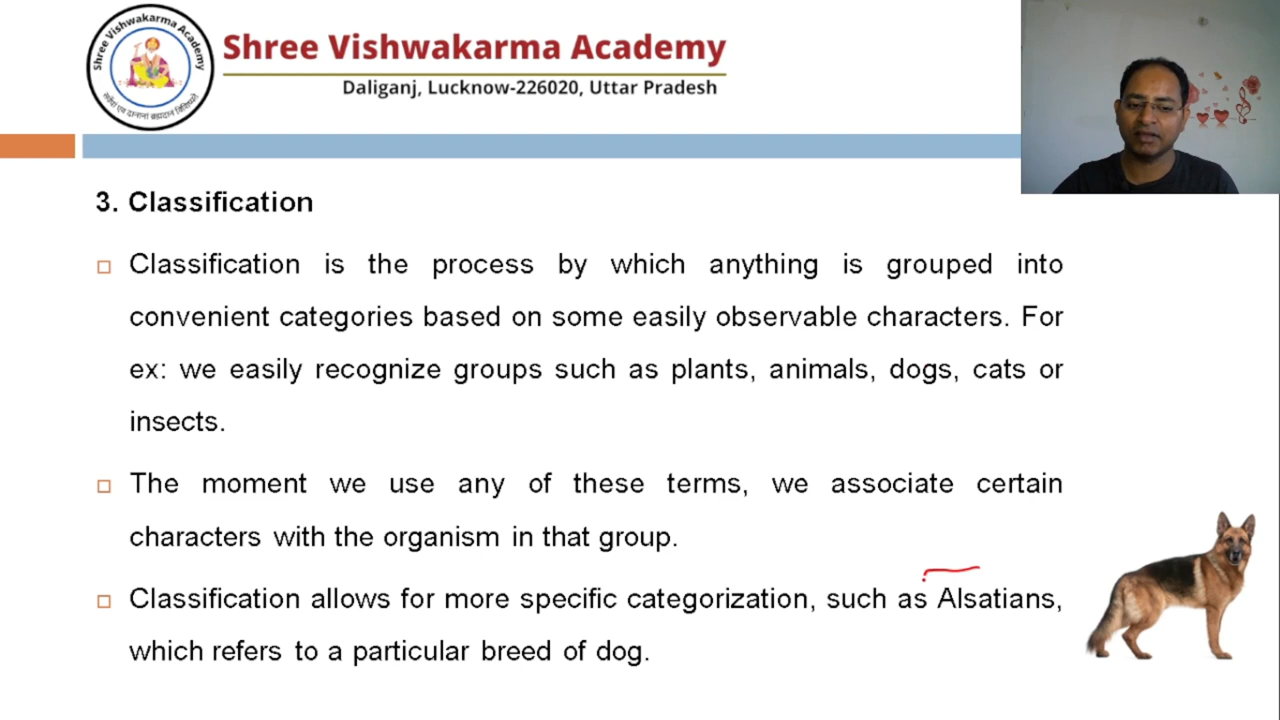 Shree Vishwakarma Academy
Shree Vishwakarma Academy
Daliganj, Lucknow-226020, Uttar Pradesh
3. Classification
Classification is the process by which anything is grouped into
convenient categories based on some easily observable characters. For
ex: we easily recognize groups such as plants, animals, dogs, cats or
insects.
The moment we use any of these terms, we associate certain
characters with the organism in that group.
Classification allows for more specific categorization, such as Alsatians,
which refers to a particular breed of dog.